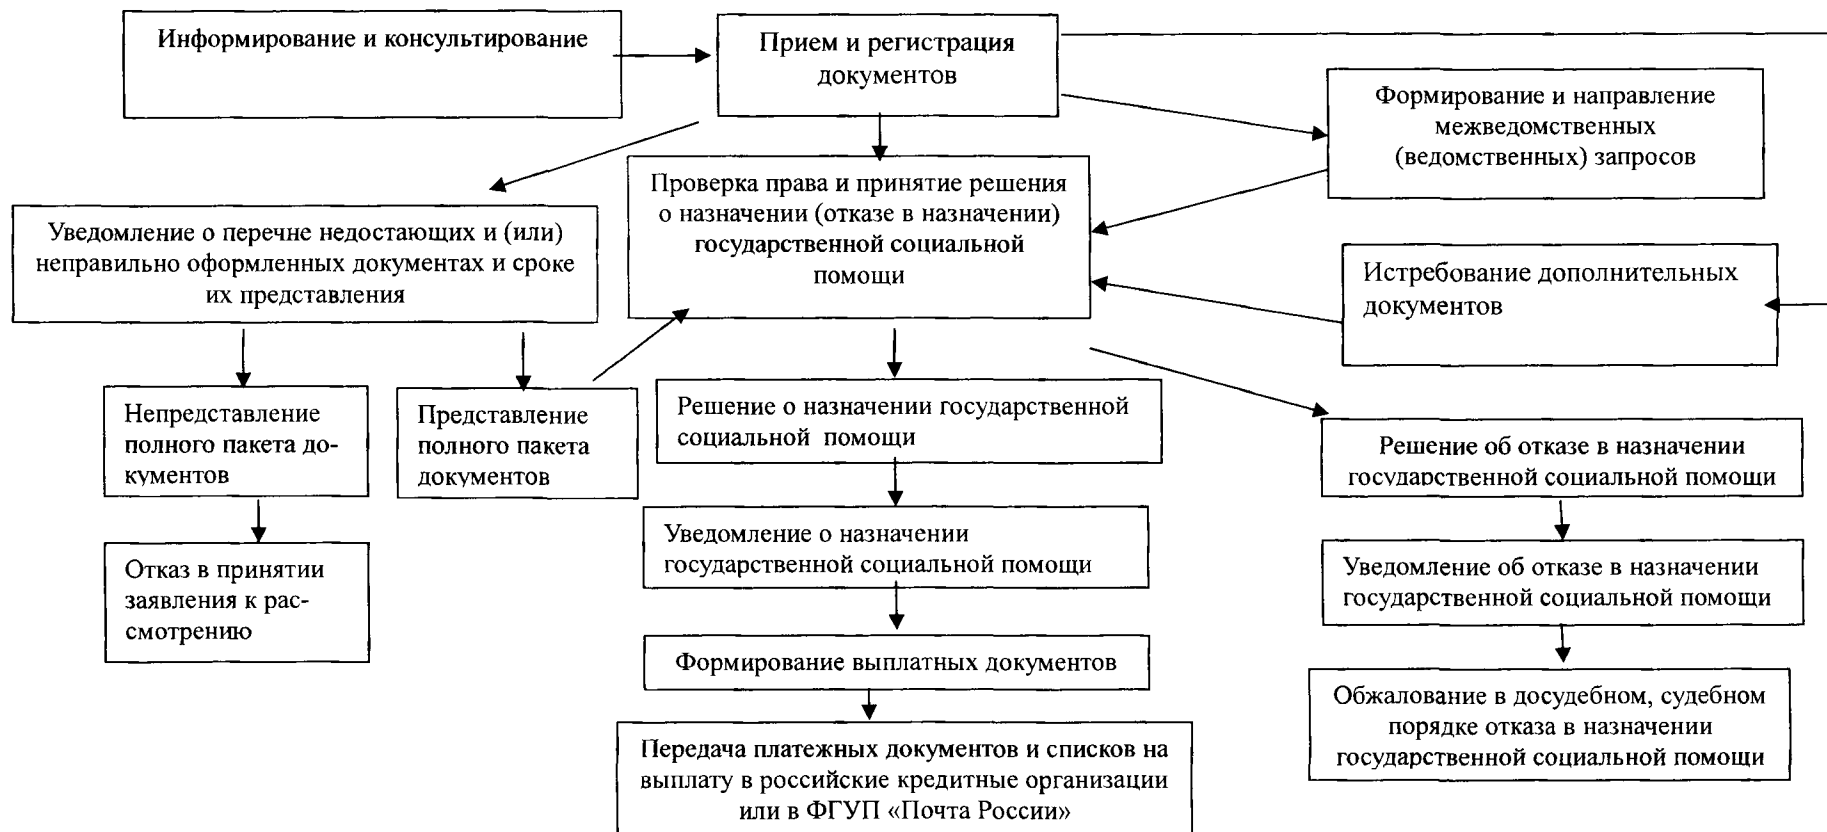 Информирование и консультирование
Прием и регистрация
документов
Формирование и направление
межведомственных
(ведомственных) запросов
Проверка права и принятие решения
о назначении (отказе в назначении)
государственной социальной
помощи
Уведомление о перечне недостающих и (или)
неправильно оформленных документах и сроке
их представления
Истребование дополнительных
документов
Непредставление
полного пакета до-
кументов
Представление
полного пакета
документов
Решение о назначении государственной
социальной помощи
Решение об отказе в назначении
государственной социальной помощи
Отказ в принятии
заявления к рас-
смотрению
Уведомление о назначении
государственной социальной помощи
Уведомление об отказе в назначении
государственной социальной помощи
Формирование выплатных документов
Обжалование в досудебном, судебном
порядке отказа в назначении
государственной социальной помощи
Передача платежных документов и списков на
выплату в российские кредитные организации
или в ФГУП «Почта России»